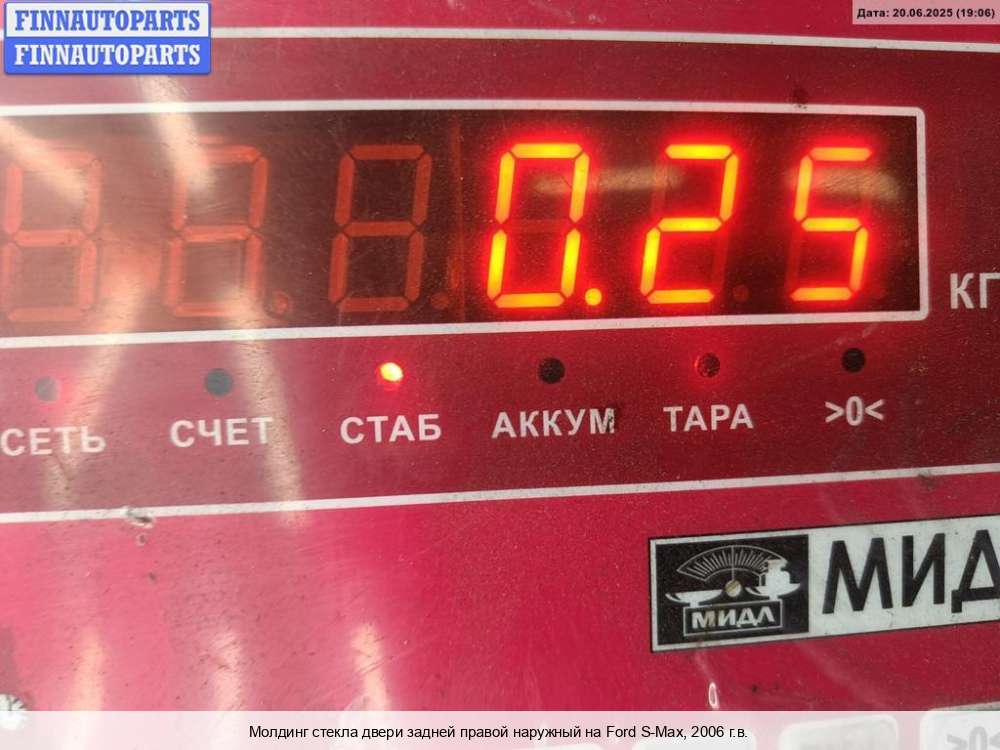 FINNAUTOPARTS
FINNAUTOPARTS
Дата: 20.06.2025 (19:06)
0.25
КГ
СЕТЬ СЧЕТ СТАБ АККУМ ТАРА >0<
МИДЛ
МИДЛ
Молдинг стекла двери задней правой наружный на Ford S-Max, 2006 г.в.